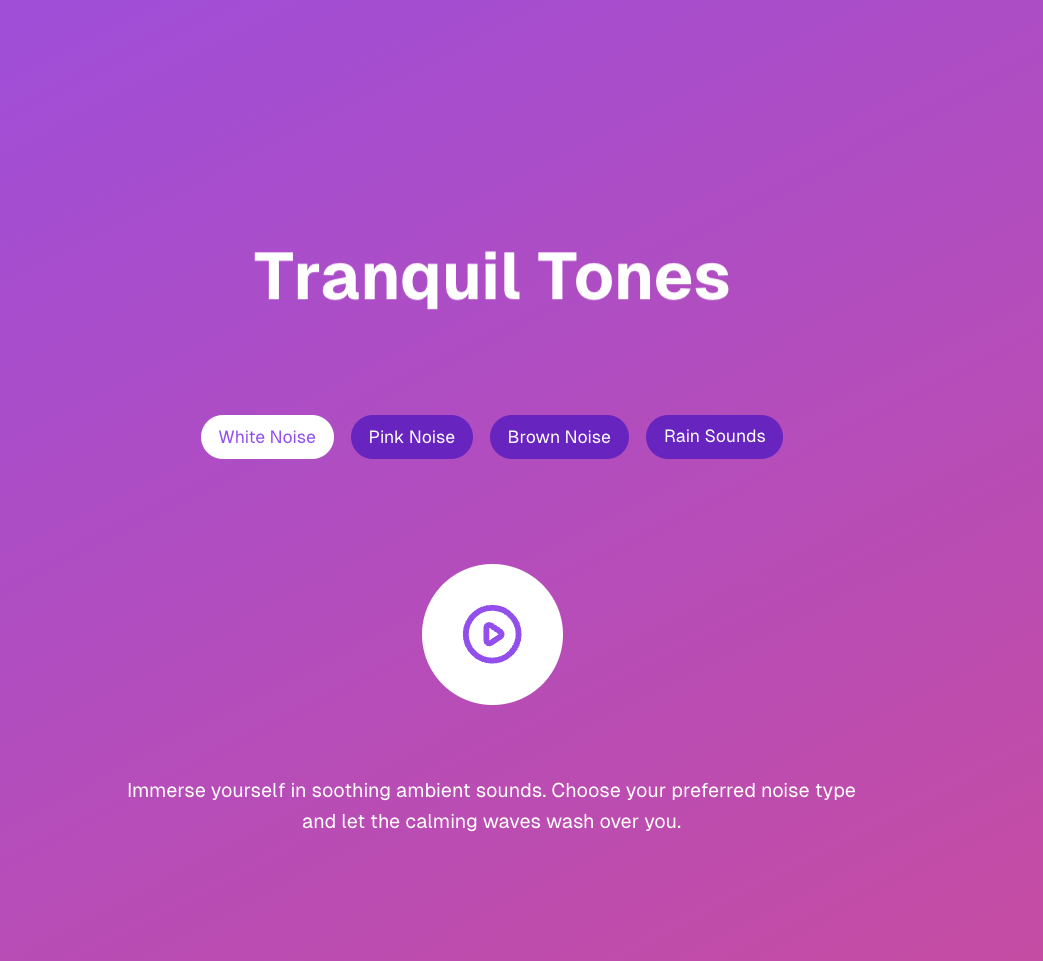 Tranquil Tones
White Noise
Pink Noise
Brown Noise
Rain Sounds
Immerse yourself in soothing ambient sounds. Choose your preferred noise type
and let the calming waves wash over you.